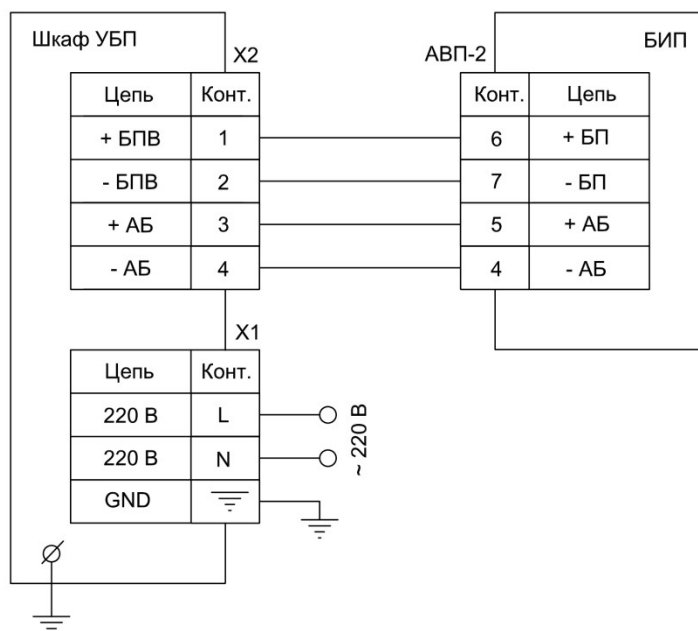 Шкаф УБП
X2
Цепь Конт.
+ БПВ 1
- БПВ 2
+ АБ 3
- АБ 4
X1
Цепь Конт.
220 В L
220 В N
GND
~ 220 В
АВП-2
БИП
Конт. Цепь
6 + БП
7 - БП
5 + АБ
4 - АБ